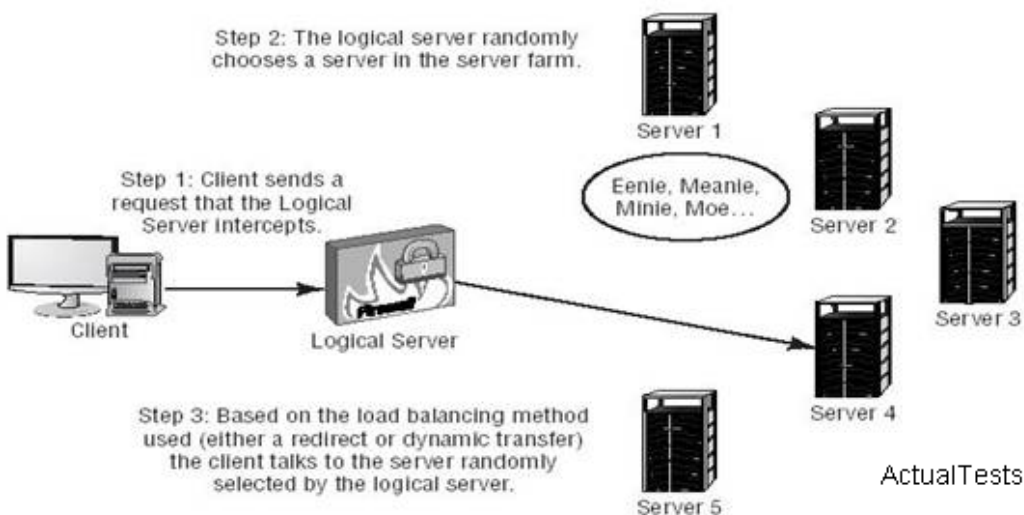 Step 2: The logical server randomly
chooses a server in the server farm.
Server 1
Step 1: Client sends a
request that the Logical
Server intercepts.
Eenie, Meanie,
Minie, Moe...
Server 2
Server 3
Client
Firewall
Logical Server
Server 4
Step 3: Based on the load balancing method
used (either a redirect or dynamic transfer)
the client talks to the server randomly
selected by the logical server.
Server 5
ActualTests